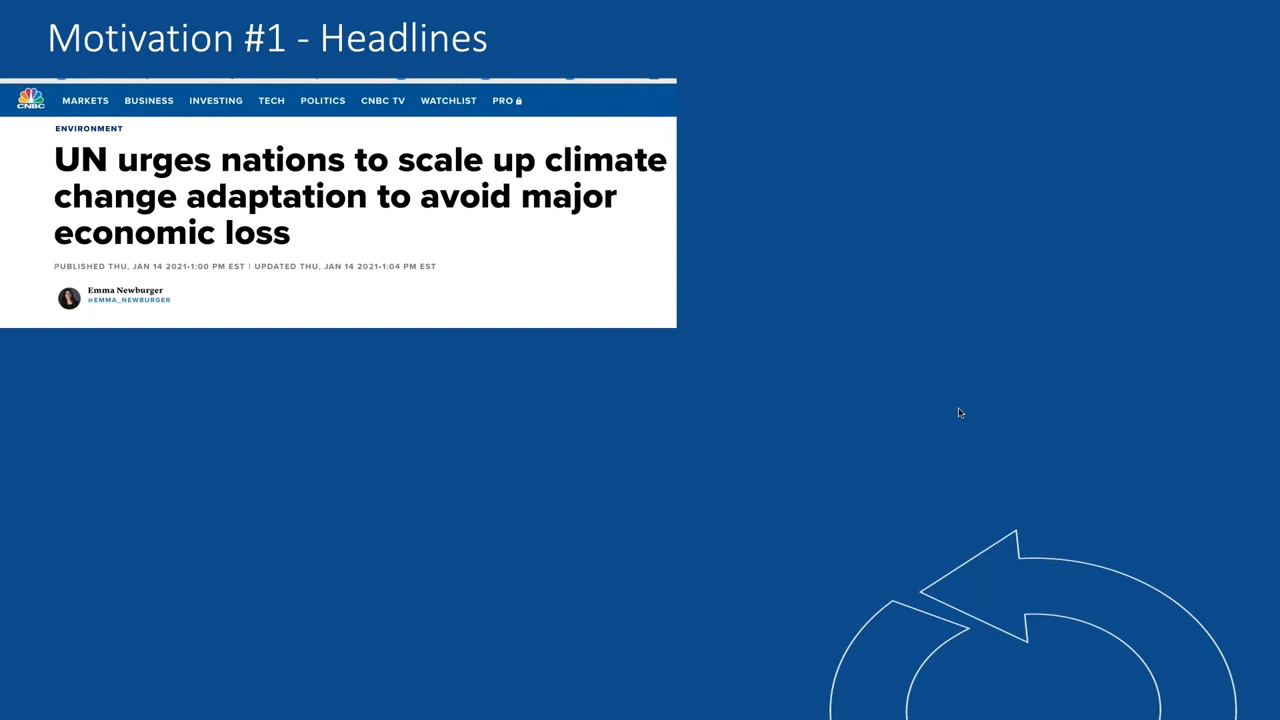 Motivation #1 - Headlines
CNBC MARKETS BUSINESS INVESTING TECH POLITICS CNBC TV WATCHLIST PRO
ENVIRONMENT
UN urges nations to scale up climate
change adaptation to avoid major
economic loss
PUBLISHED THU, JAN 14 2021•1:00 PM EST | UPDATED THU, JAN 14 2021•1:04 PM EST
Emma Newburger
@EMMA_NEWBURGER